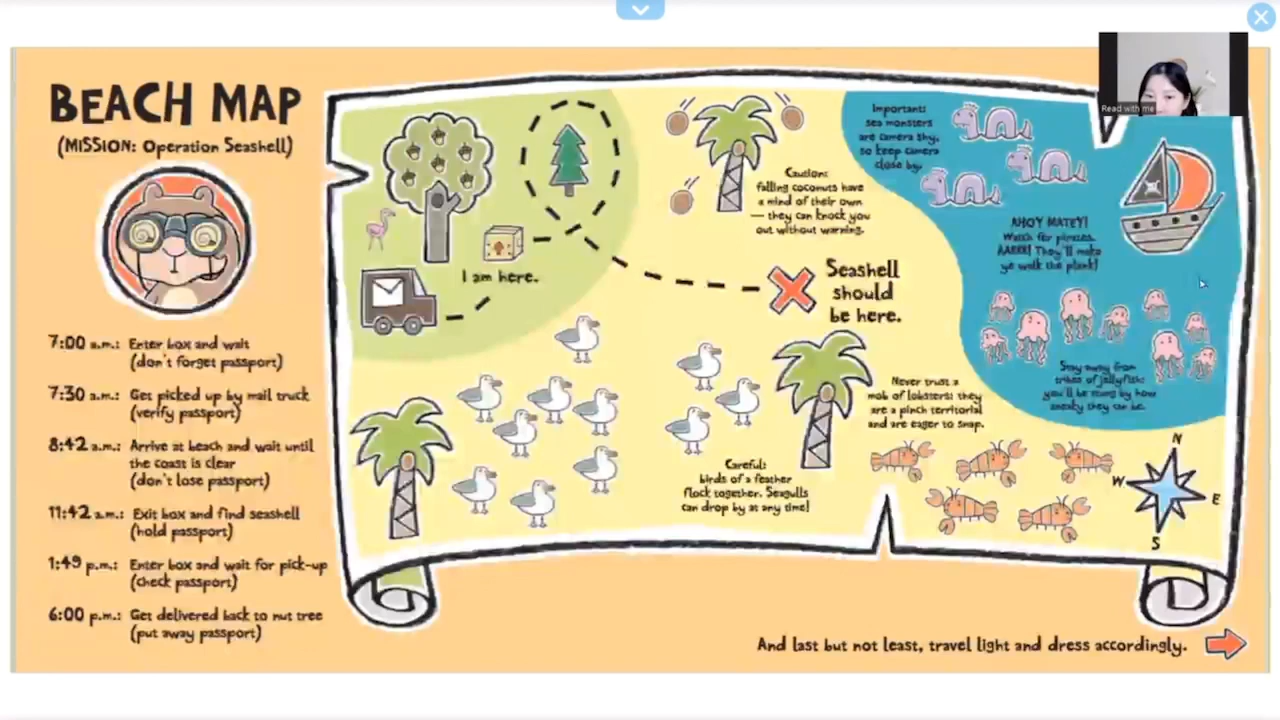 BEACH MAP
(MISSION: Operation Seashell)
7:00 a.m.: Enter box and wait
(don't forget passport)
7:30 a.m.: Get picked up by mail truck
(verify passport)
8:42 a.m.: Arrive at beach and wait until
the coast is clear
(don't lose passport)
11:42 a.m.: Exit box and find seashell
(hold passport)
1:49 p.m.: Enter box and wait for pick-up
(check passport)
6:00 p.m.: Get delivered back to nut tree
(put away passport)
I am here.
Caution:
falling coconuts have
a mind of their own
— they can knock you
out without warning.
Seashell
should
be here.
Important:
sea monsters
are camera shy,
so keep camera
close by.
AHOY MATEY!
Watch for pirates.
AARRR! They'll make
ye walk the plank!
Stay away from
tribes of jellyfish:
you'll be stung by how
sneaky they can be.
Never trust a
mob of lobsters: they
are a pinch territorial
and are eager to snap.
Careful:
birds of a feather
flock together. Seagulls
can drop by at any time!
N
W
E
S
And last but not least, travel light and dress accordingly.
Read with me